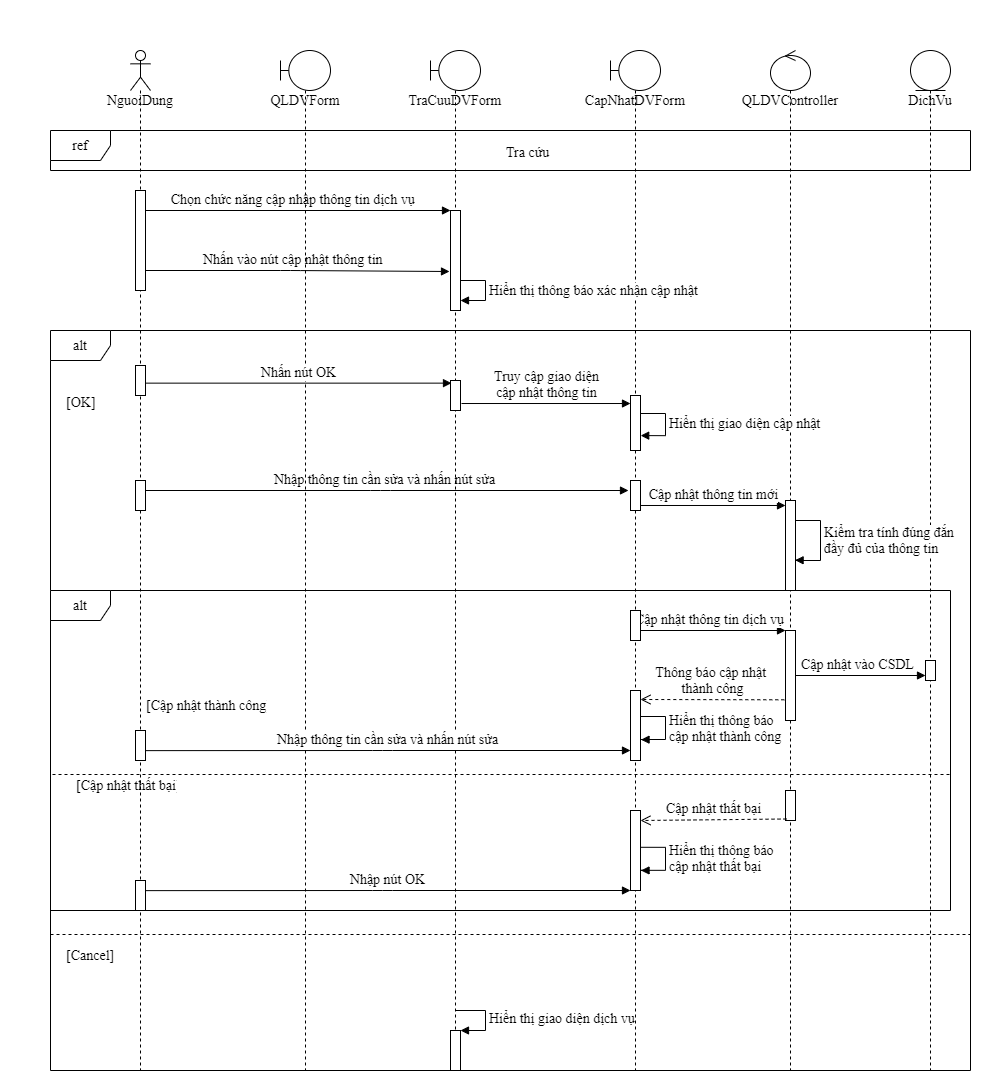 NguoiDung
QLDVForm
TraCuuDVForm
CapNhatDVForm
QLDVController
DichVu
ref
Tra cứu
Chọn chức năng cập nhập thông tin dịch vụ
Nhấn vào nút cập nhật thông tin
Hiển thị thông báo xác nhận cập nhật
alt
[OK]
Nhấn nút OK
Truy cập giao diện
cập nhật thông tin
Hiển thị giao diện cập nhật
Nhập thông tin cần sửa và nhấn nút sửa
Cập nhật thông tin mới
Kiểm tra tính đúng đắn
đầy đủ của thông tin
alt
Cập nhật thông tin dịch vụ
Cập nhật vào CSDL
Thông báo cập nhật
thành công
[Cập nhật thành công
Hiển thị thông báo
cập nhật thành công
Nhập thông tin cần sửa và nhấn nút sửa
[Cập nhật thất bại
Cập nhật thất bại
Hiển thị thông báo
cập nhật thất bại
Nhập nút OK
[Cancel]
Hiển thị giao diện dịch vụ